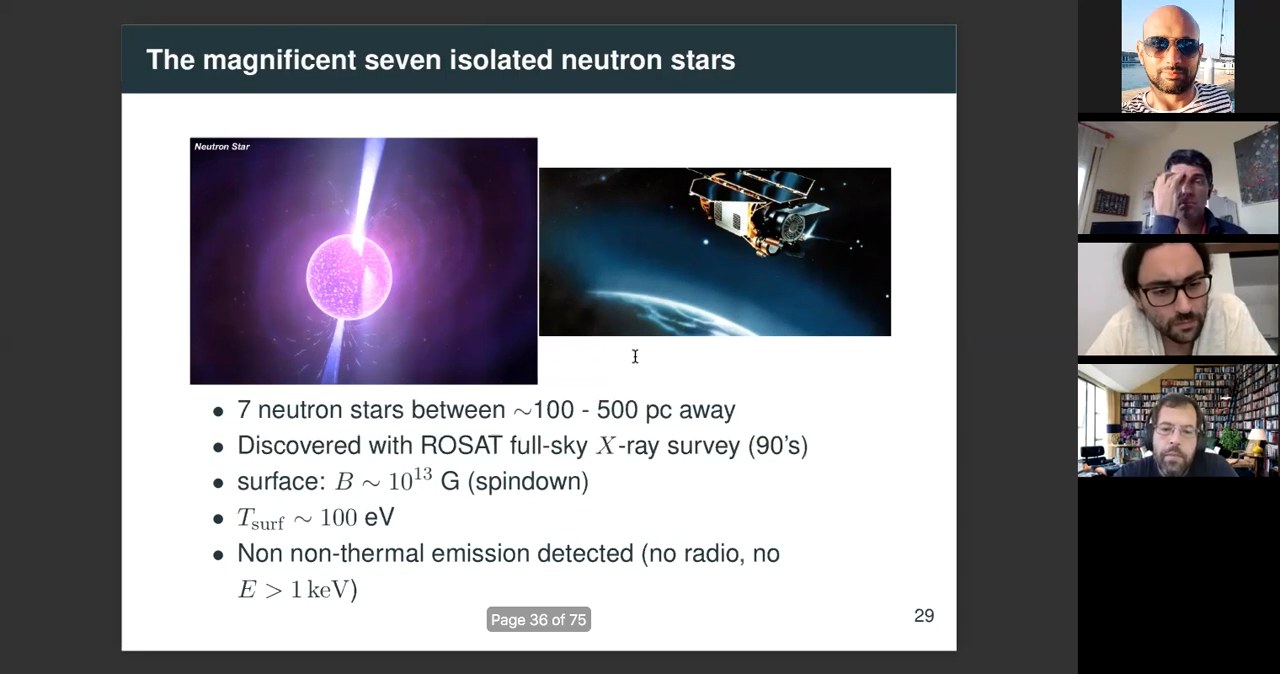 The magnificent seven isolated neutron stars
Neutron Star
• 7 neutron stars between ∼100 - 500 pc away
• Discovered with ROSAT full-sky X-ray survey (90's)
• surface: B ∼ 10¹³ G (spindown)
• T_surf ∼ 100 eV
• Non non-thermal emission detected (no radio, no
E > 1 keV)
Page 36 of 75
29